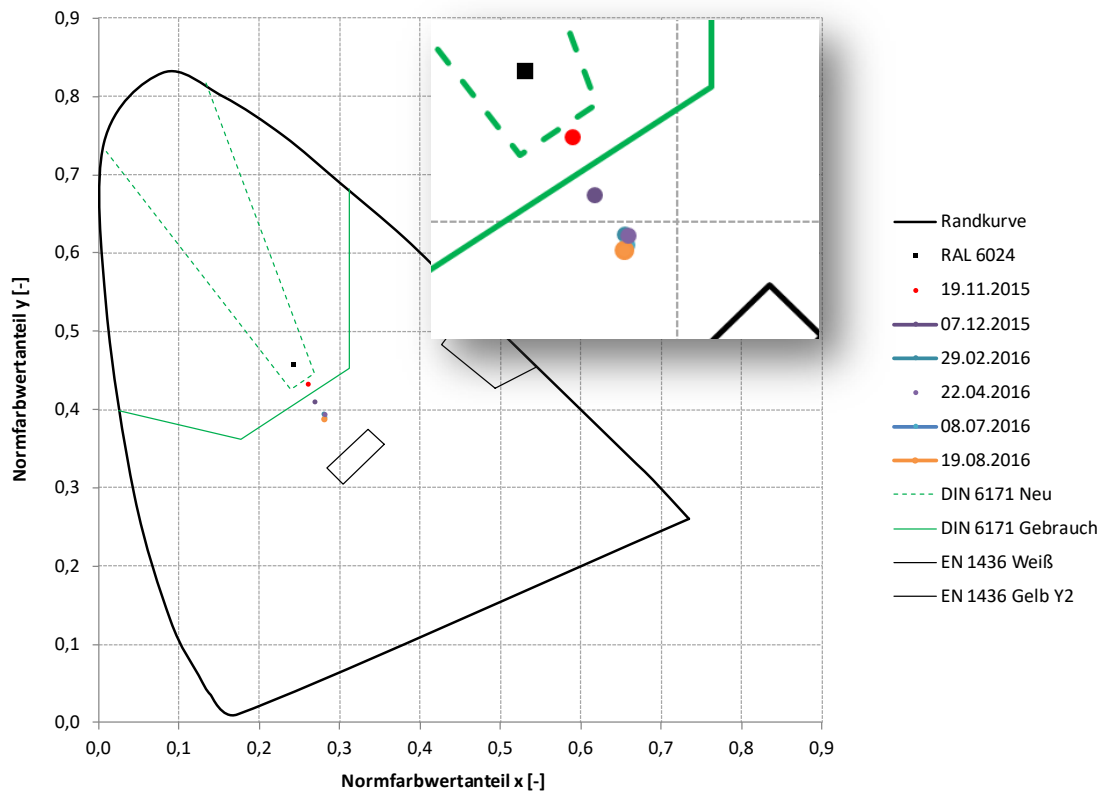 0,9
0,8
0,7
0,6
0,5
0,4
0,3
0,2
0,1
0,0
Normfarbwertanteil y [-]
0,0 0,1 0,2 0,3 0,4 0,5 0,6 0,7 0,8 0,9
Normfarbwertanteil x [-]
Randkurve
RAL 6024
19.11.2015
07.12.2015
29.02.2016
22.04.2016
08.07.2016
19.08.2016
DIN 6171 Neu
DIN 6171 Gebrauch
EN 1436 Weiß
EN 1436 Gelb Y2